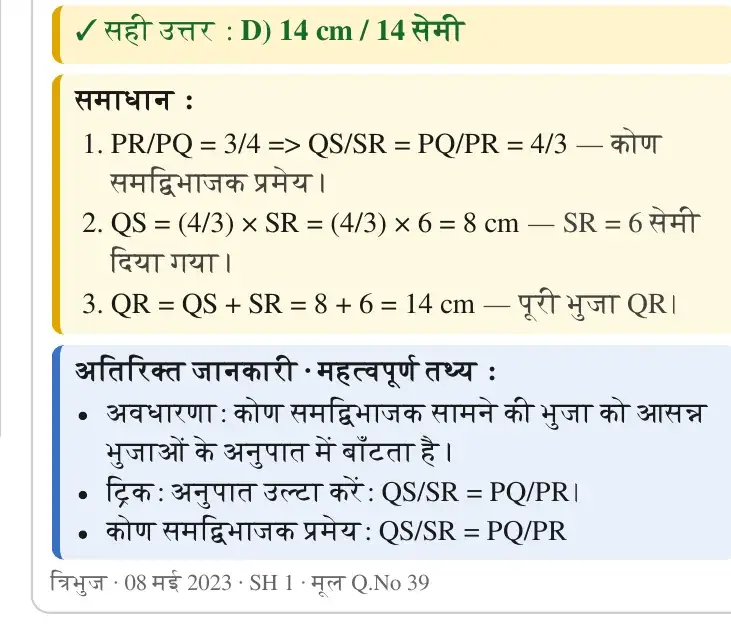 ✓ सही उत्तर : D) 14 cm / 14 सेमी
समाधान :
1. PR/PQ = 3/4 => QS/SR = PQ/PR = 4/3 — कोण
समद्विभाजक प्रमेय।
2. QS = (4/3) × SR = (4/3) × 6 = 8 cm — SR = 6 सेमी
दिया गया।
3. QR = QS + SR = 8 + 6 = 14 cm — पूरी भुजा QR।
अतिरिक्त जानकारी · महत्वपूर्ण तथ्य :
• अवधारणा : कोण समद्विभाजक सामने की भुजा को आसन्न
भुजाओं के अनुपात में बाँटता है।
• ट्रिक : अनुपात उल्टा करें : QS/SR = PQ/PR।
• कोण समद्विभाजक प्रमेय : QS/SR = PQ/PR
त्रिभुज · 08 मई 2023 · SH 1 · मूल Q.No 39